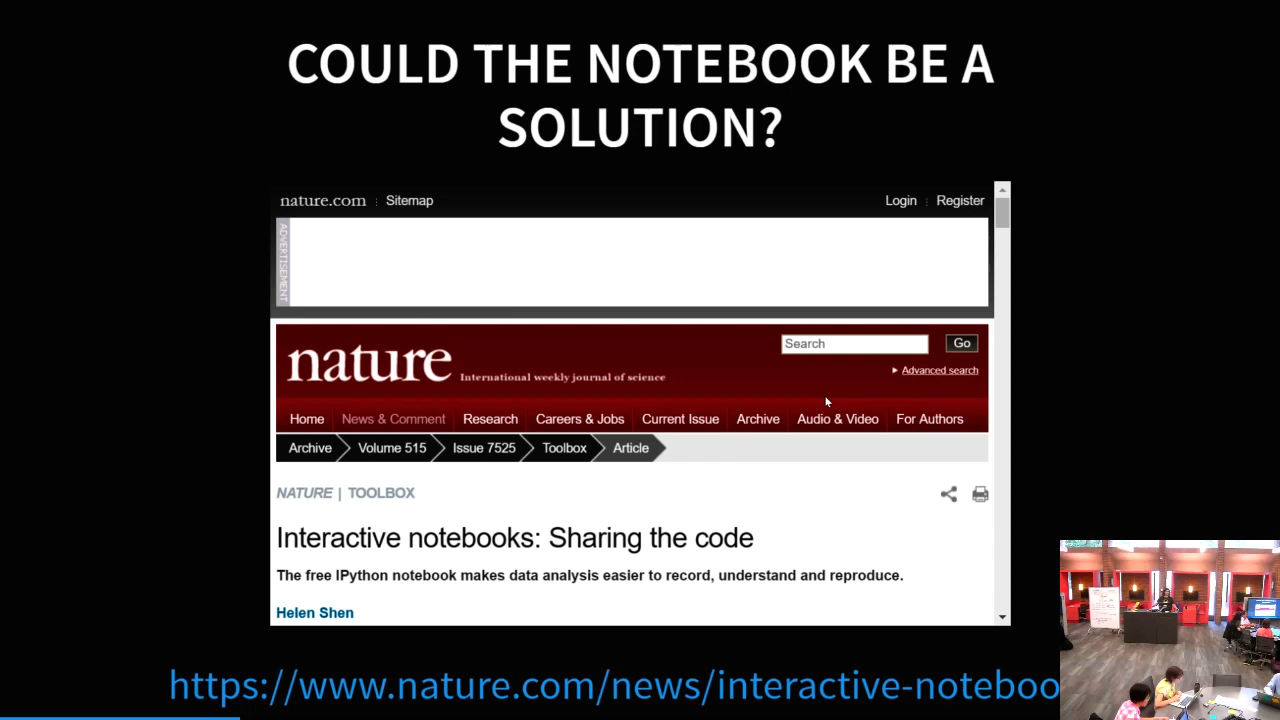 COULD THE NOTEBOOK BE A
SOLUTION?
nature.com : Sitemap
Login : Register
ADVERTISEMENT
nature International weekly journal of science
Search Go
Advanced search
Home News & Comment Research Careers & Jobs Current Issue Archive Audio & Video For Authors
Archive Volume 515 Issue 7525 Toolbox Article
NATURE | TOOLBOX
Interactive notebooks: Sharing the code
The free IPython notebook makes data analysis easier to record, understand and reproduce.
Helen Shen
https://www.nature.com/news/interactive-noteboo